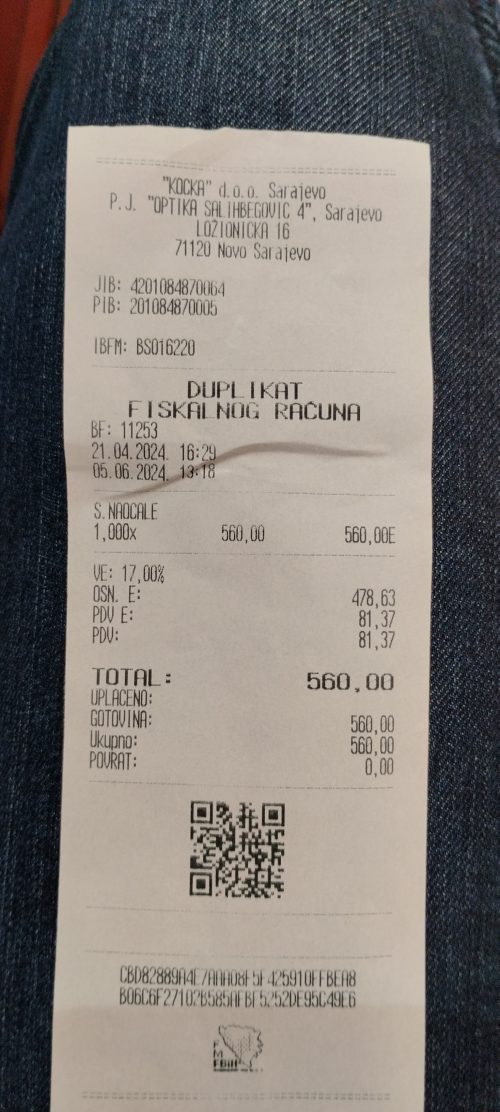 "KOCKA" d.o.o. Sarajevo
P.J. "OPTIKA SALIHBEGOVIC 4", Sarajevo
LOŽIONICKA 16
71120 Novo Sarajevo
JIB: 4201084870064
PIB: 201084870005
IBFM: BS016220
DUPLIKAT
FISKALNOG RAČUNA
BF: 11253
21.04.2024. 16:29
05.06.2024. 13:18
S.NAOCALE
1,000x 560,00 560,00E
VE: 17,00%
OSN. E: 478,63
PDV E: 81,37
PDV: 81,37
TOTAL: 560,00
UPLACENO:
GOTOVINA: 560,00
Ukupno: 560,00
POVRAT: 0,00
FBiH